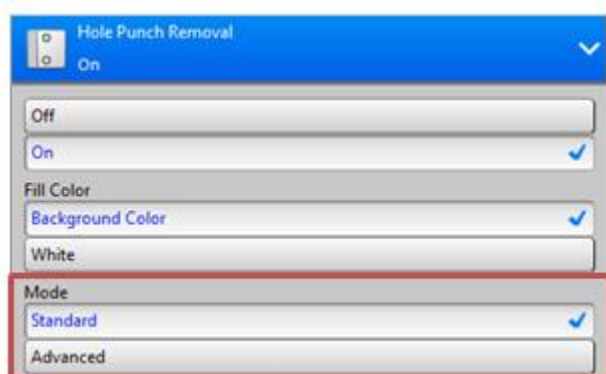 Hole Punch Removal
On
Off
On
Fill Color
Background Color
White
Mode
Standard
Advanced